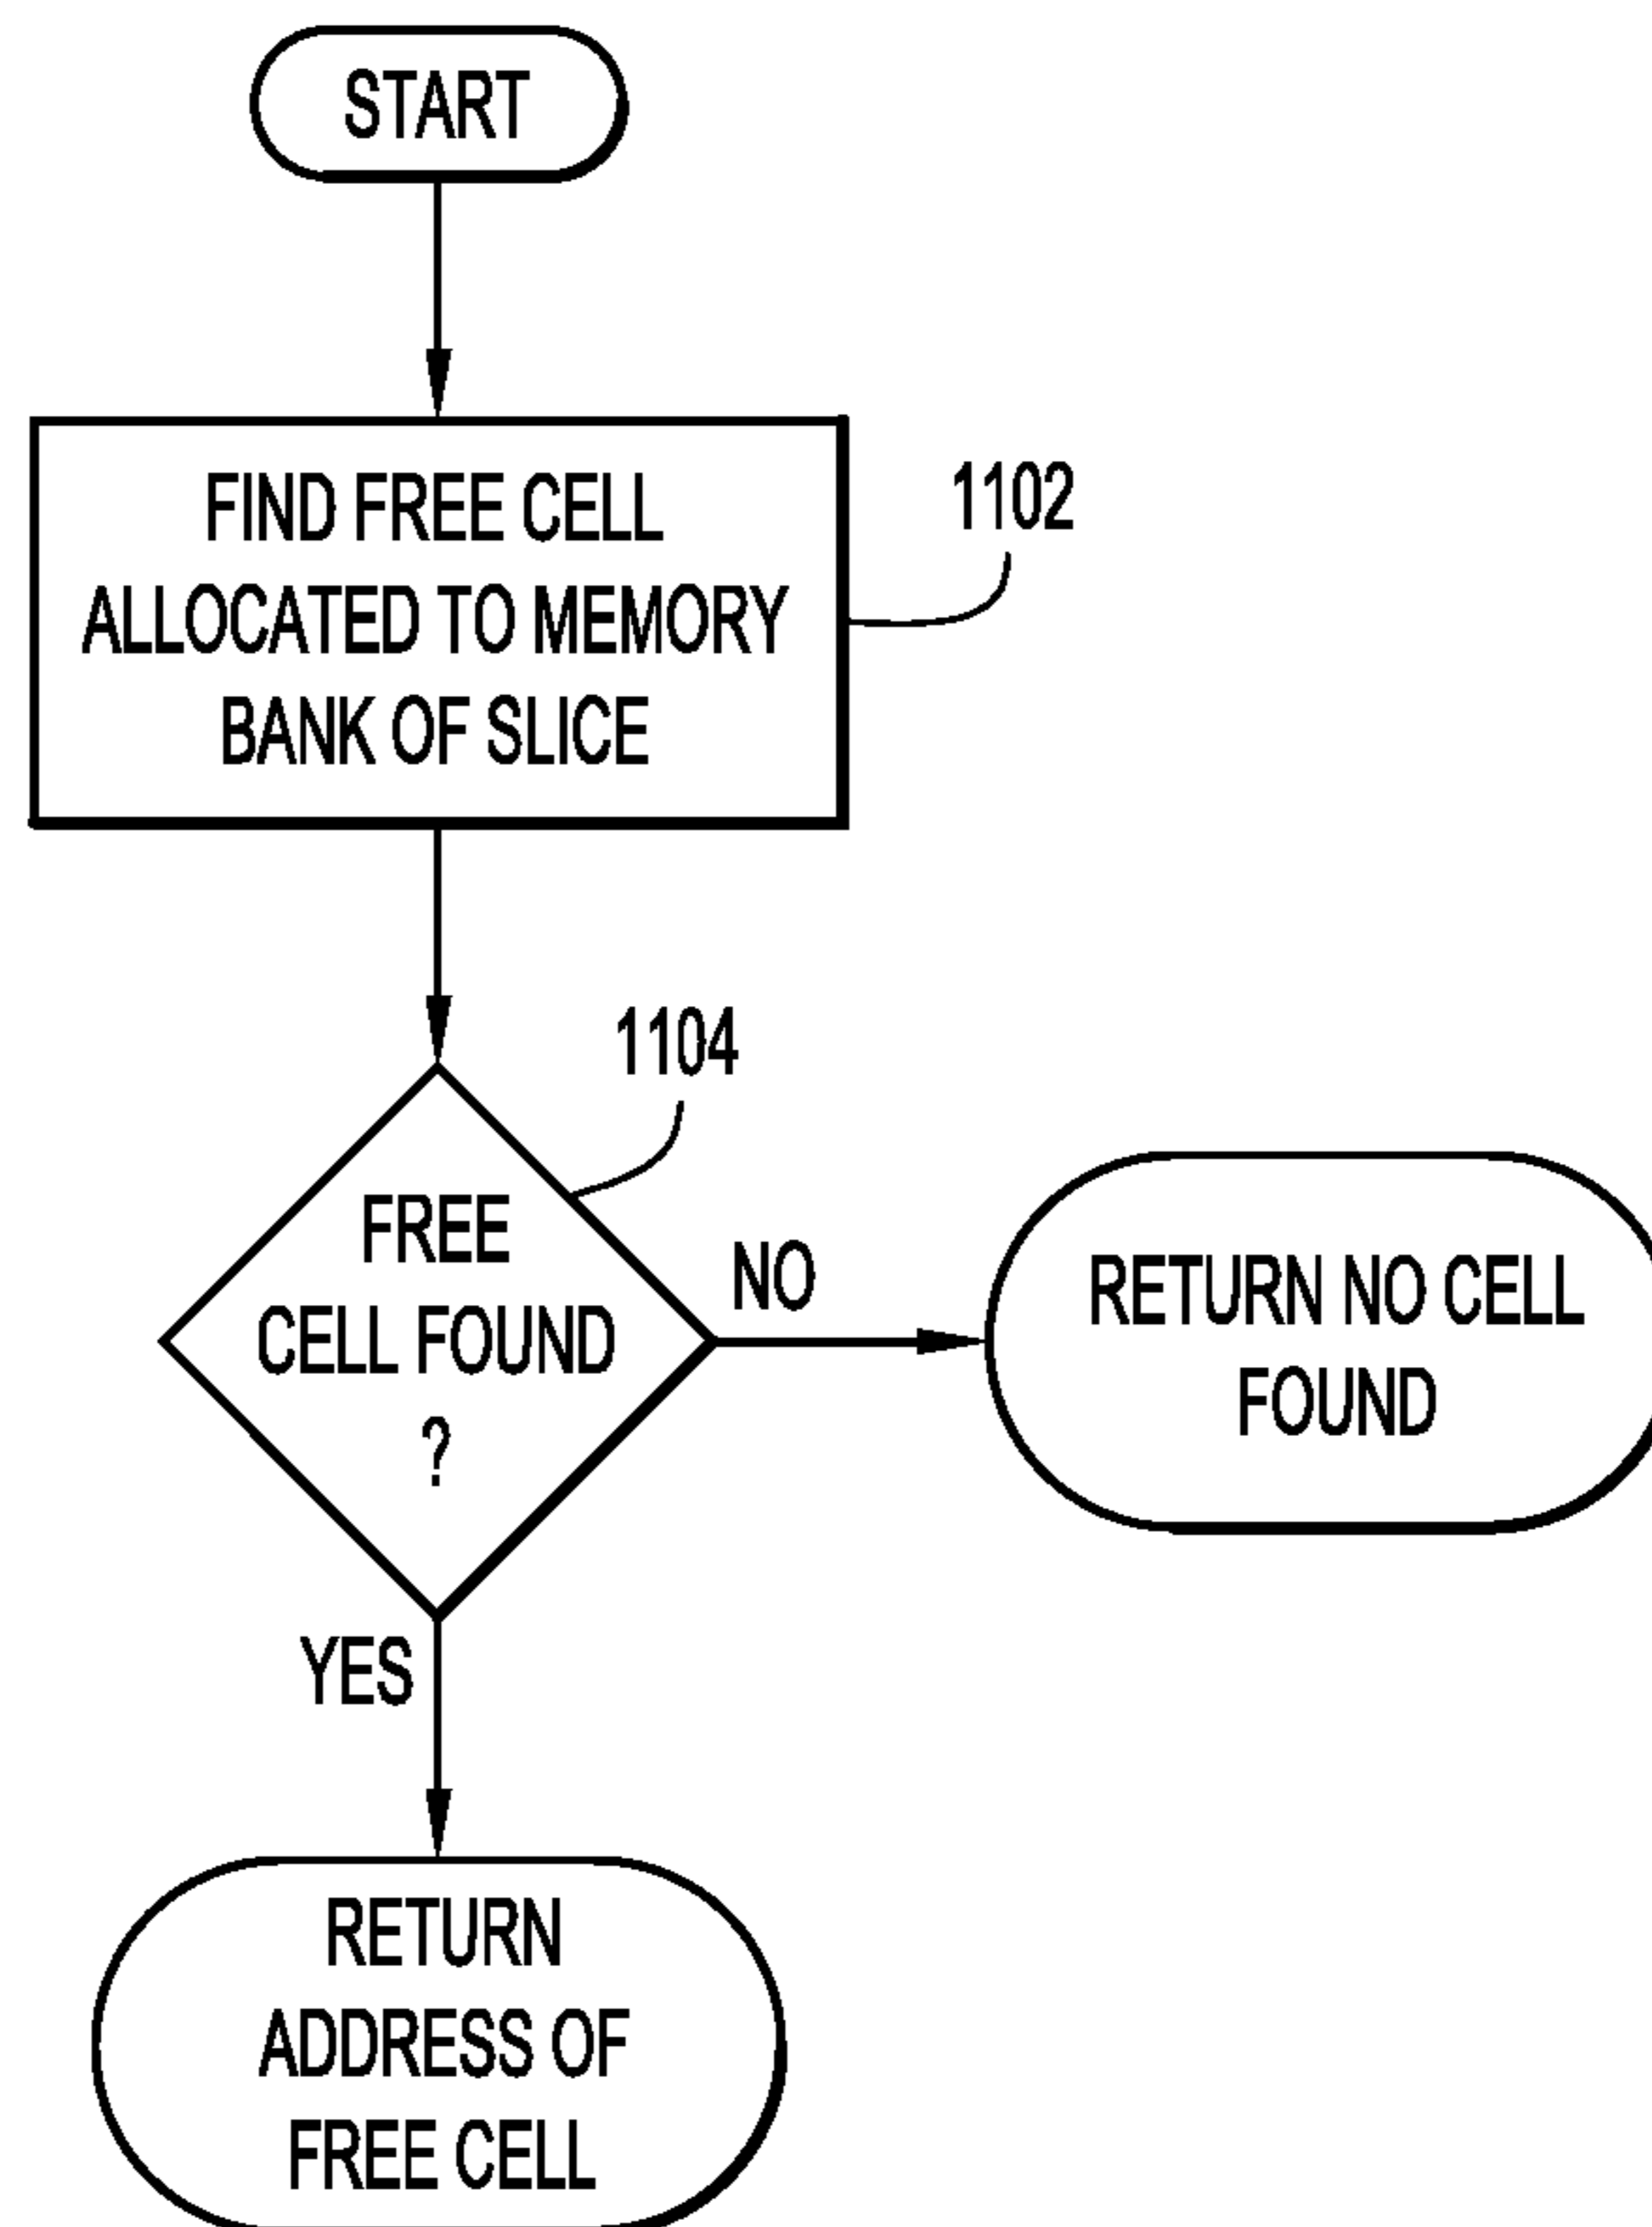 START
FIND FREE CELL
ALLOCATED TO MEMORY
BANK OF SLICE
1102
1104
FREE
CELL FOUND
?
NO
RETURN NO CELL
FOUND
YES
RETURN
ADDRESS OF
FREE CELL